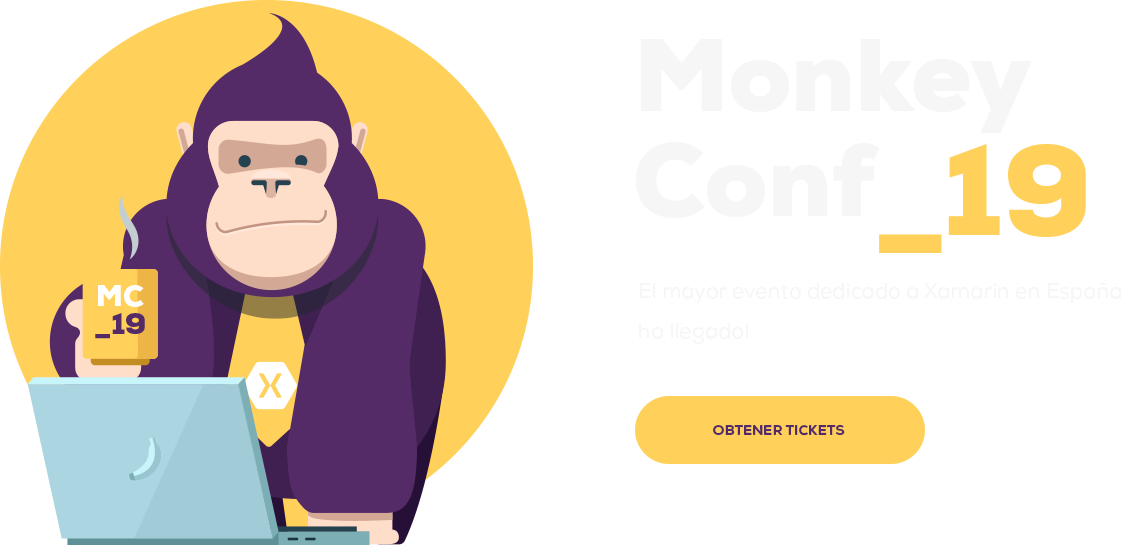 Monkey
Conf_19
El mayor evento dedicado a Xamarin en España
ha llegado!
OBTENER TICKETS
MC
_19
X